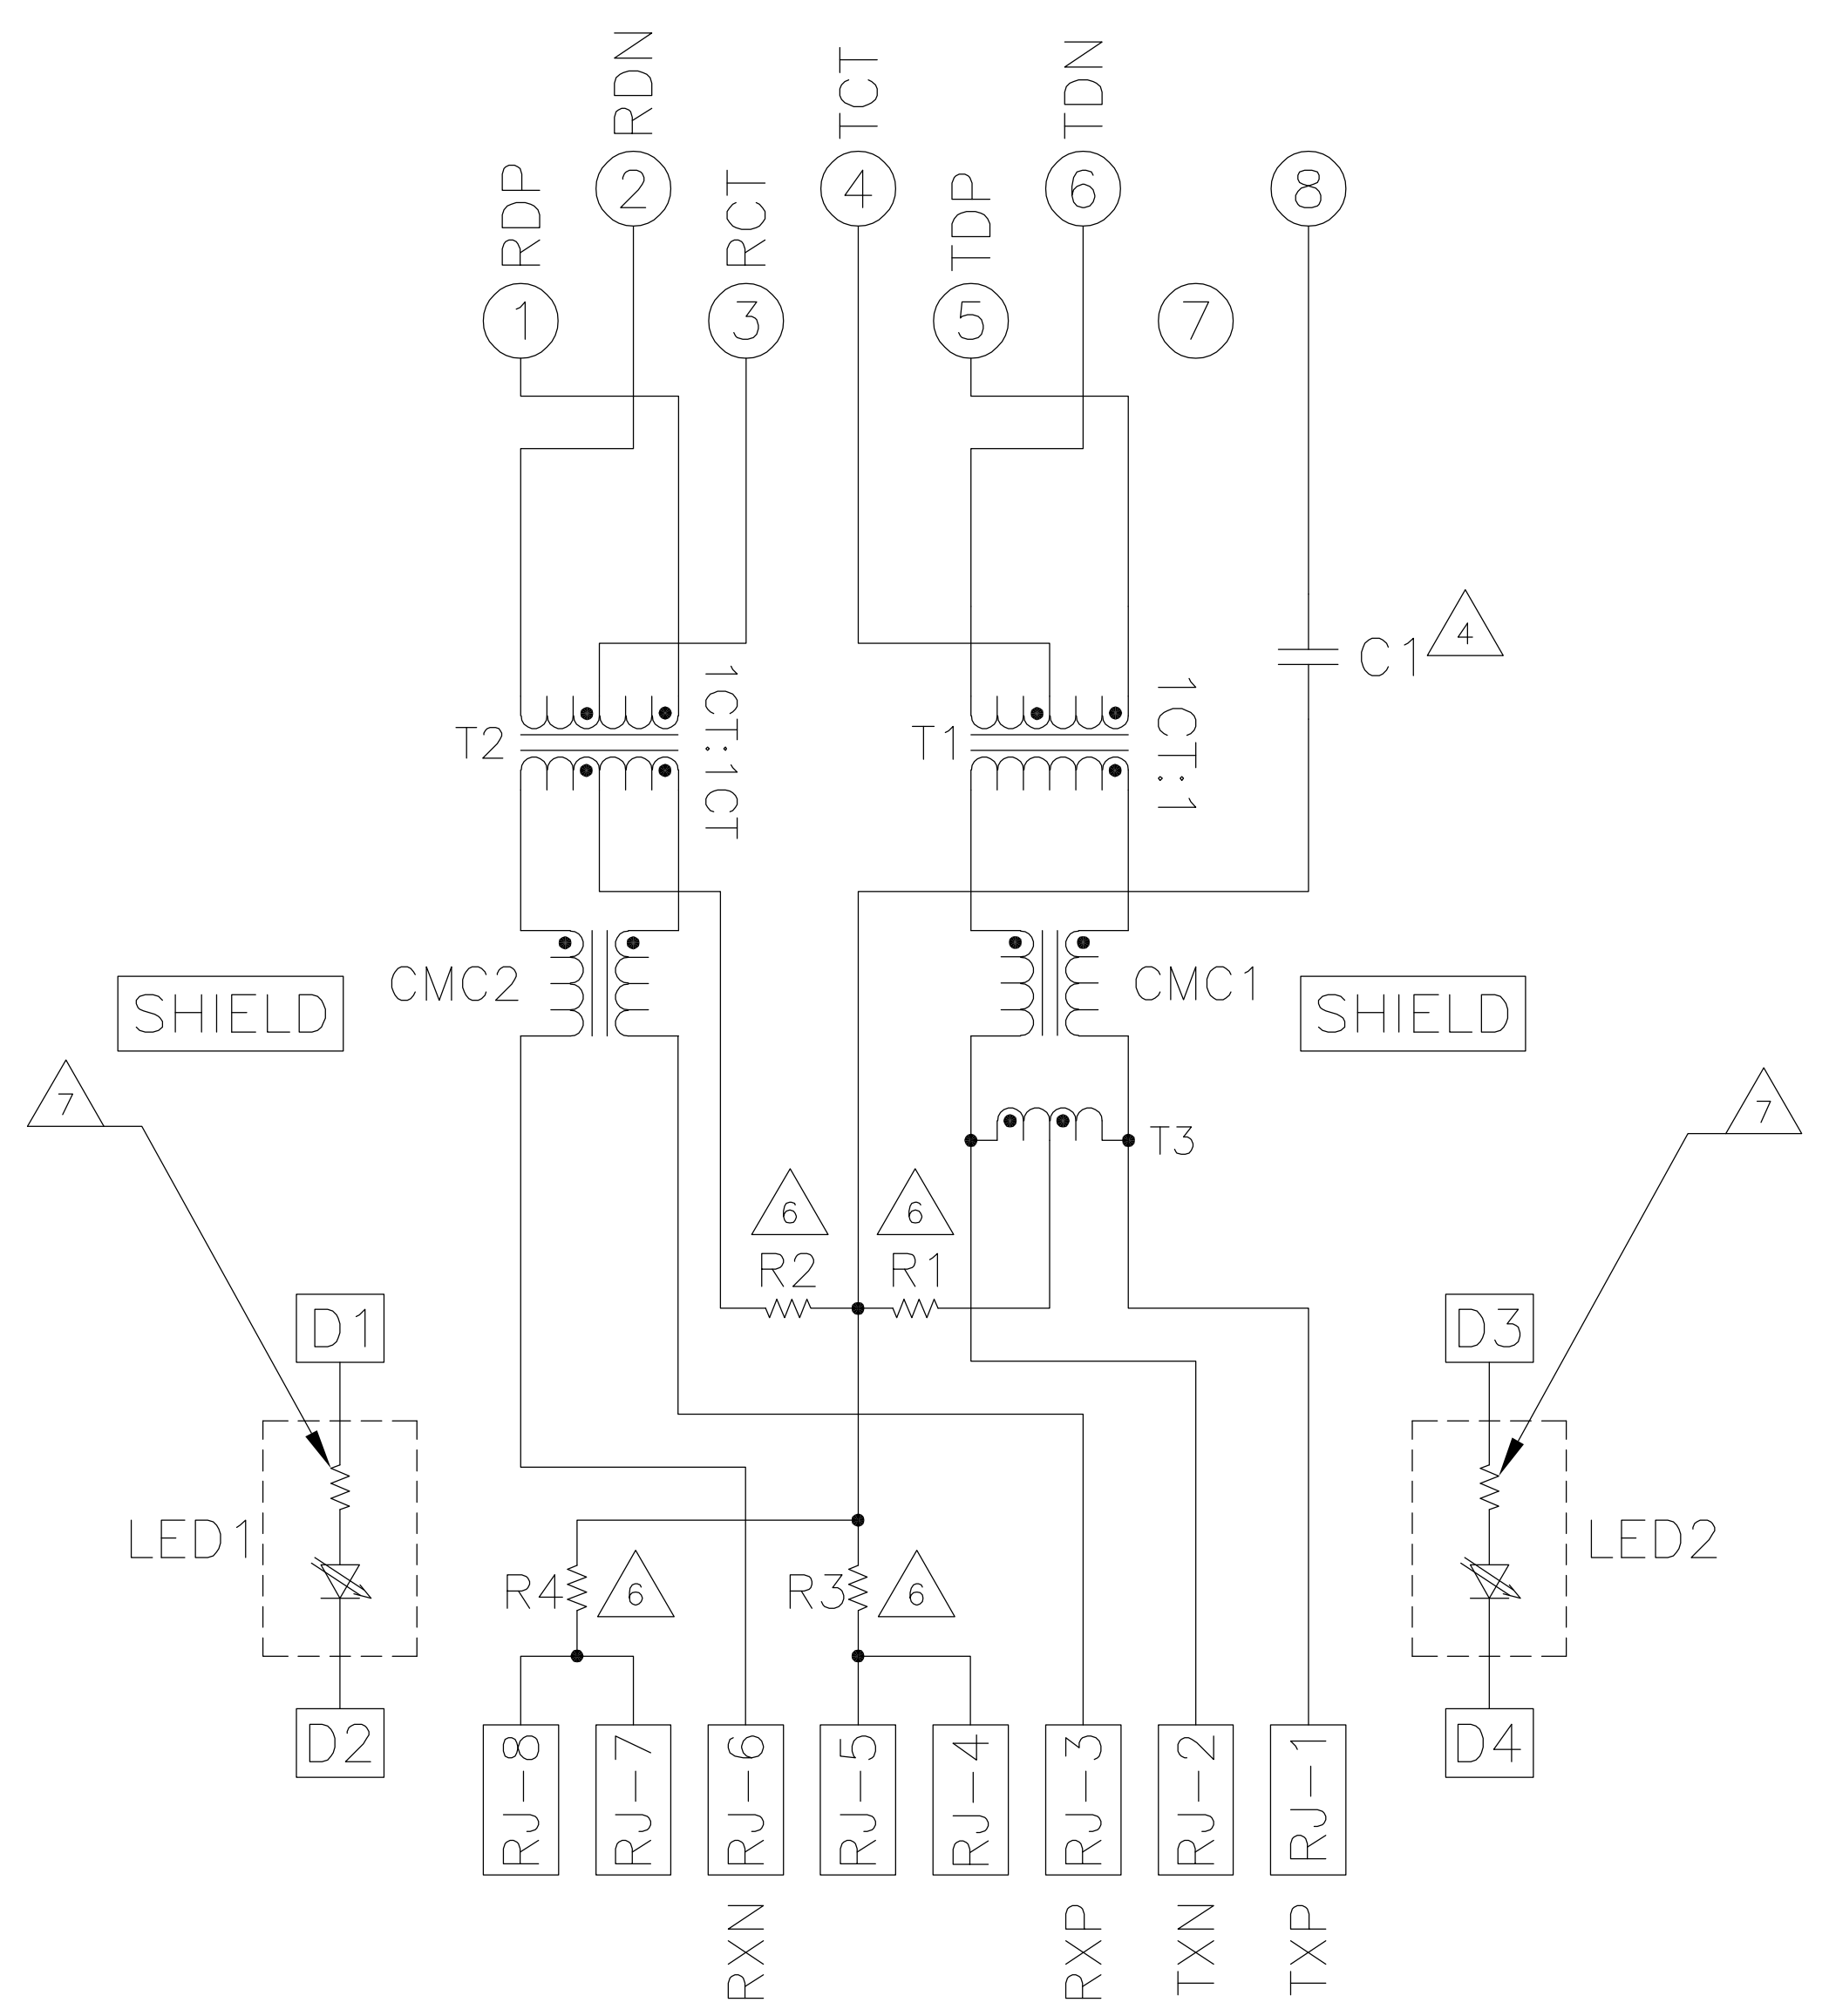 RDN
TCT
TDN
RDP
2
RCT
4
TDP
6
8
1
3
5
7
C1
4
T2
1CT:1CT
T1
1CT:1
CMC2
CMC1
SHIELD
SHIELD
7
7
T3
6
6
R2
R1
D1
D3
LED1
LED2
R4
6
R3
6
D2
D4
RJ-8
RJ-7
RJ-6
RJ-5
RJ-4
RJ-3
RJ-2
RJ-1
RXN
RXP
TXN
TXP